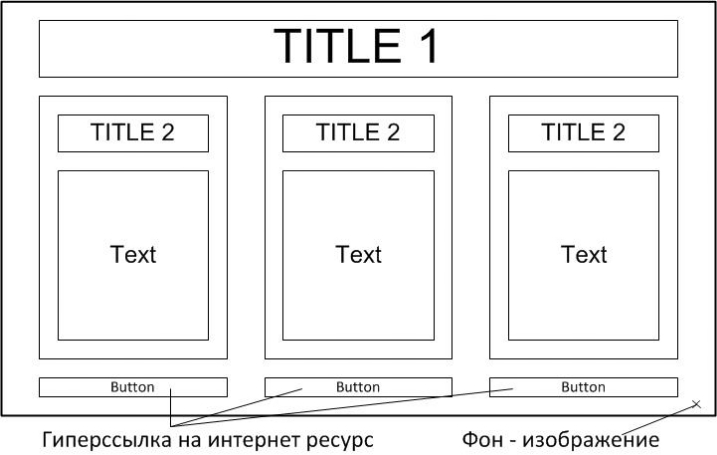 TITLE 1
TITLE 2 TITLE 2 TITLE 2
Text Text Text
Button Button Button
Гиперссылка на интернет ресурс Фон - изображение